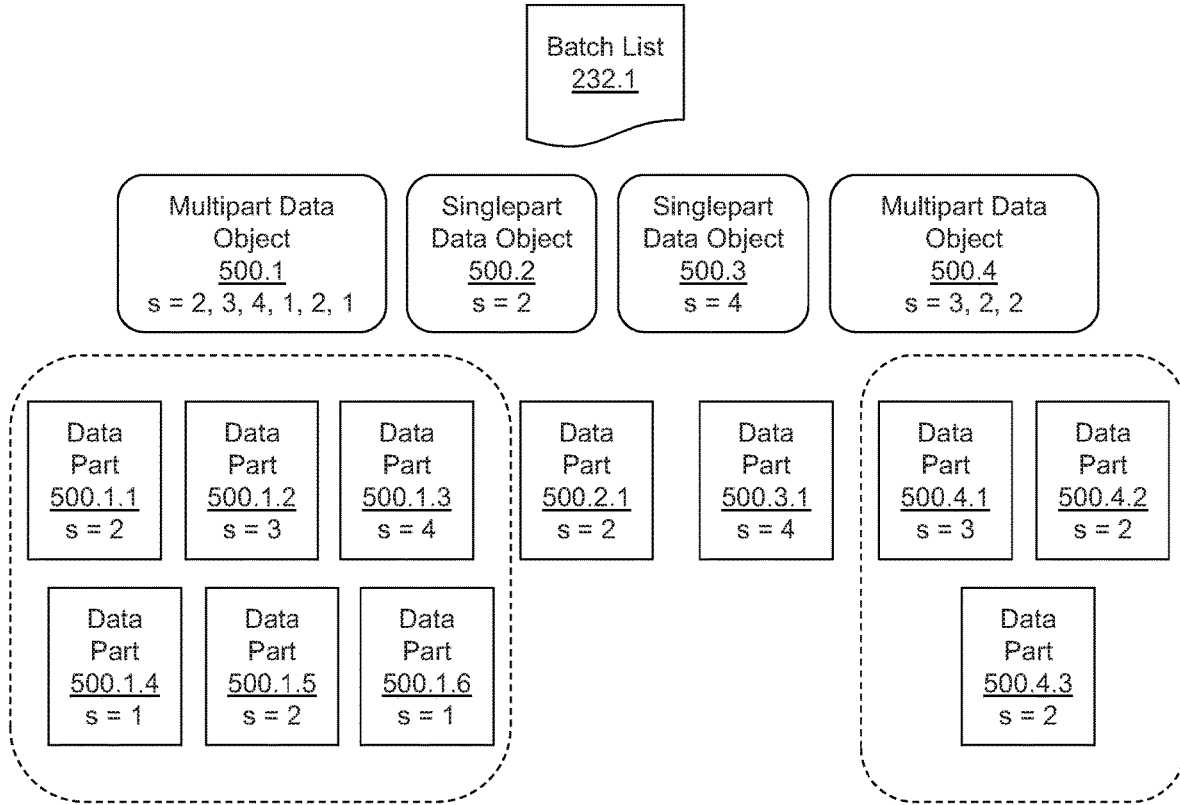 Batch List
232.1
Multipart Data
Object
500.1
s = 2, 3, 4, 1, 2, 1
Singlepart
Data Object
500.2
s = 2
Singlepart
Data Object
500.3
s = 4
Multipart Data
Object
500.4
s = 3, 2, 2
Data
Part
500.1.1
s = 2
Data
Part
500.1.2
s = 3
Data
Part
500.1.3
s = 4
Data
Part
500.2.1
s = 2
Data
Part
500.3.1
s = 4
Data
Part
500.4.1
s = 3
Data
Part
500.4.2
s = 2
Data
Part
500.1.4
s = 1
Data
Part
500.1.5
s = 2
Data
Part
500.1.6
s = 1
Data
Part
500.4.3
s = 2